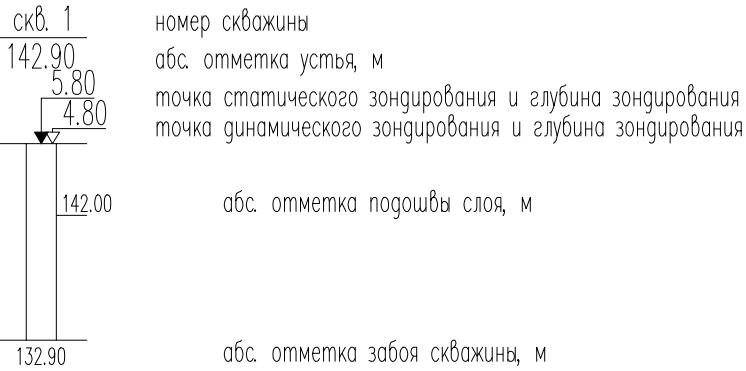 скв. 1 номер скважины
142.90 абс. отметка устья, м
5.80 точка статического зондирования и глубина зондирования
4.80 точка динамического зондирования и глубина зондирования
142.00 абс. отметка подошвы слоя, м
132.90 абс. отметка забоя скважины, м